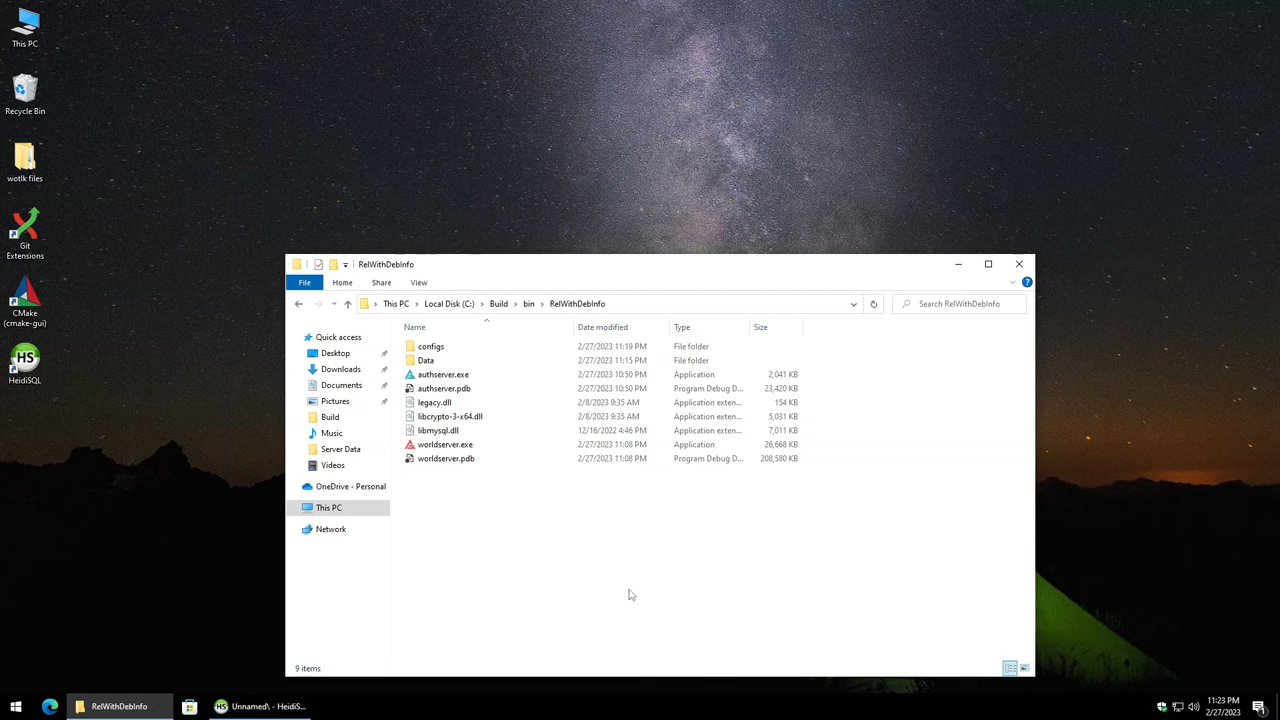 This PC
Recycle Bin
wotlk files
Git
Extensions
CMake
(cmake-gui)
HS
HeidiSQL
RelWithDebInfo
File Home Share View
This PC Local Disk (C:) Build bin RelWithDebInfo Search RelWithDebInfo
Name Date modified Type Size
Quick access
Desktop
Downloads
Documents
Pictures
Build
Music
Server Data
Videos
OneDrive - Personal
This PC
Network
configs 2/27/2023 11:19 PM File folder
Data 2/27/2023 11:15 PM File folder
authserver.exe 2/27/2023 10:50 PM Application 2,041 KB
authserver.pdb 2/27/2023 10:50 PM Program Debug D... 23,420 KB
legacy.dll 2/8/2023 9:35 AM Application exten... 154 KB
libcrypto-3-x64.dll 2/8/2023 9:35 AM Application exten... 5,031 KB
libmysql.dll 12/16/2022 4:46 PM Application exten... 7,011 KB
worldserver.exe 2/27/2023 11:08 PM Application 26,668 KB
worldserver.pdb 2/27/2023 11:08 PM Program Debug D... 208,580 KB
9 items
RelWithDebInfo HS Unnamed\ - HeidiS... 11:23 PM
2/27/2023